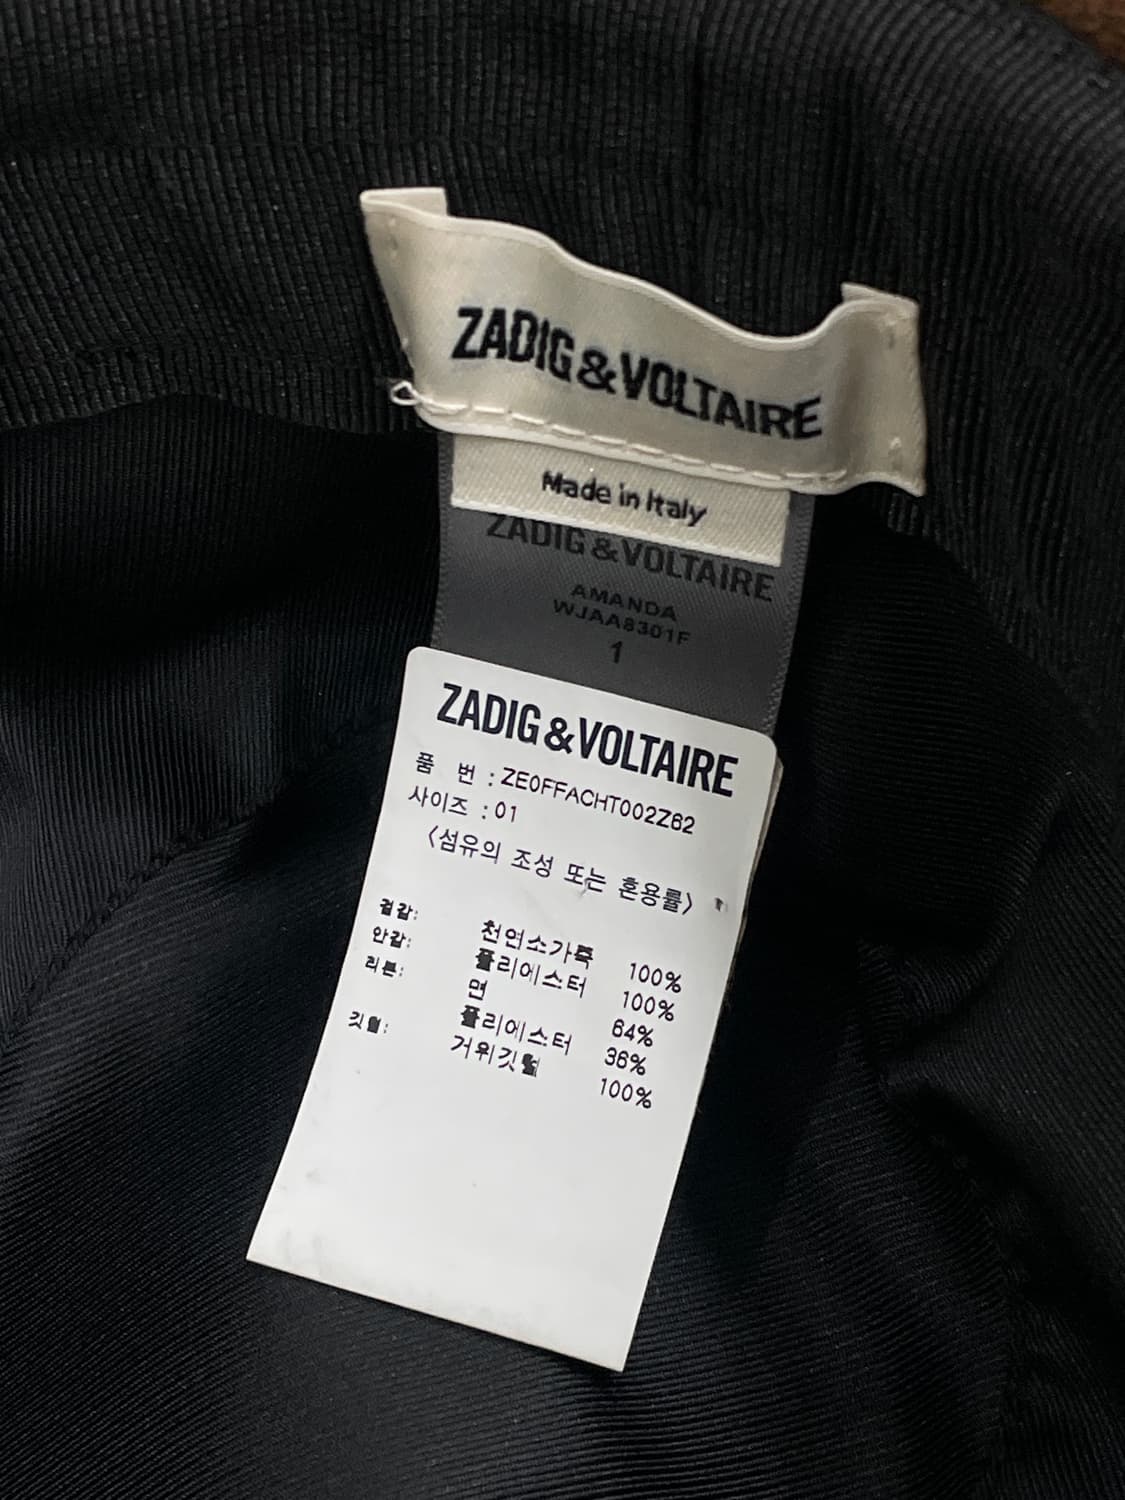 ZADIG&VOLTAIRE
Made in Italy
ZADIG&VOLTAIRE
AMANDA
WJAA8301F
1
ZADIG&VOLTAIRE
품 번 : ZE0FFACHT002Z62
사이즈 : 01
〈섬유의 조성 또는 혼용률〉
겉감: 천연소가죽 100%
안감: 폴리에스터 100%
리본: 면 64%
폴리에스터 36%
깃털: 거위깃털 100%